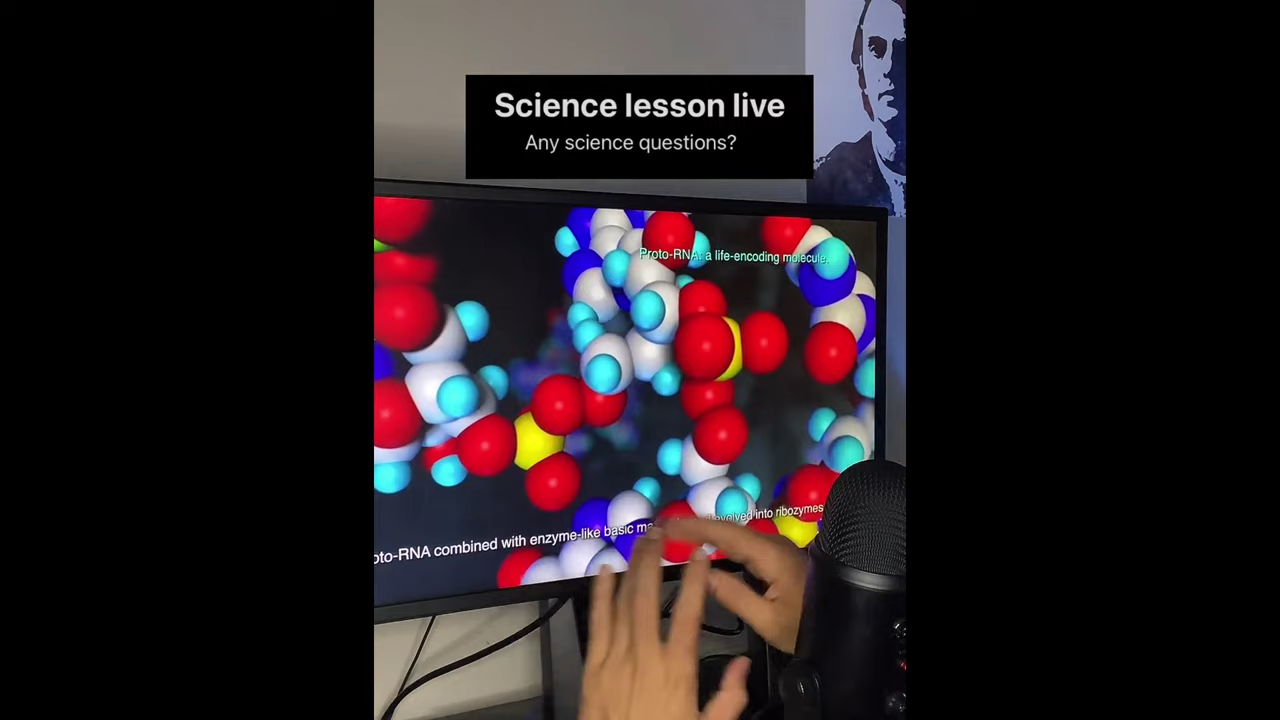 Science lesson live
Any science questions?
Proto-RNA: a life-encoding molecule.
oto-RNA combined with enzyme-like basic ma evolved into ribozymes